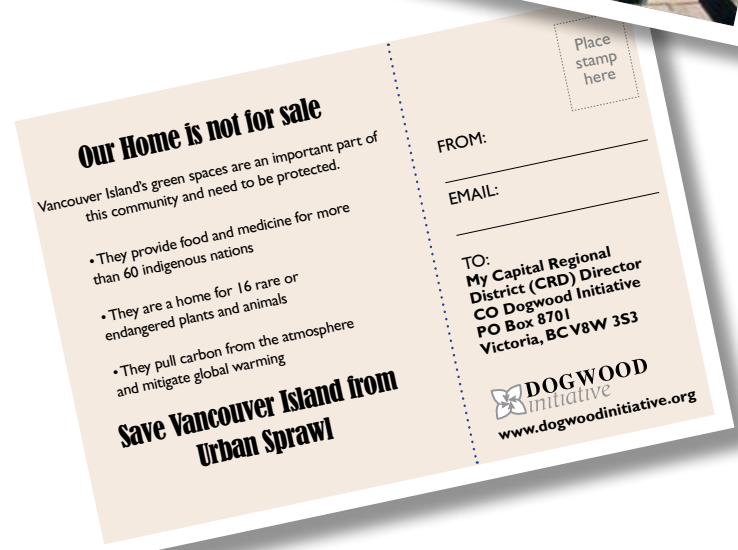 Our Home is not for sale
Vancouver Island's green spaces are an important part of
this community and need to be protected.
• They provide food and medicine for more
than 60 indigenous nations
• They are a home for 16 rare or
endangered plants and animals
• They pull carbon from the atmosphere
and mitigate global warming
Save Vancouver Island from
Urban Sprawl
Place
stamp
here
FROM:
EMAIL:
TO:
My Capital Regional
District (CRD) Director
CO Dogwood Initiative
PO Box 8701
Victoria, BC V8W 3S3
DOGWOOD
initiative
www.dogwoodinitiative.org